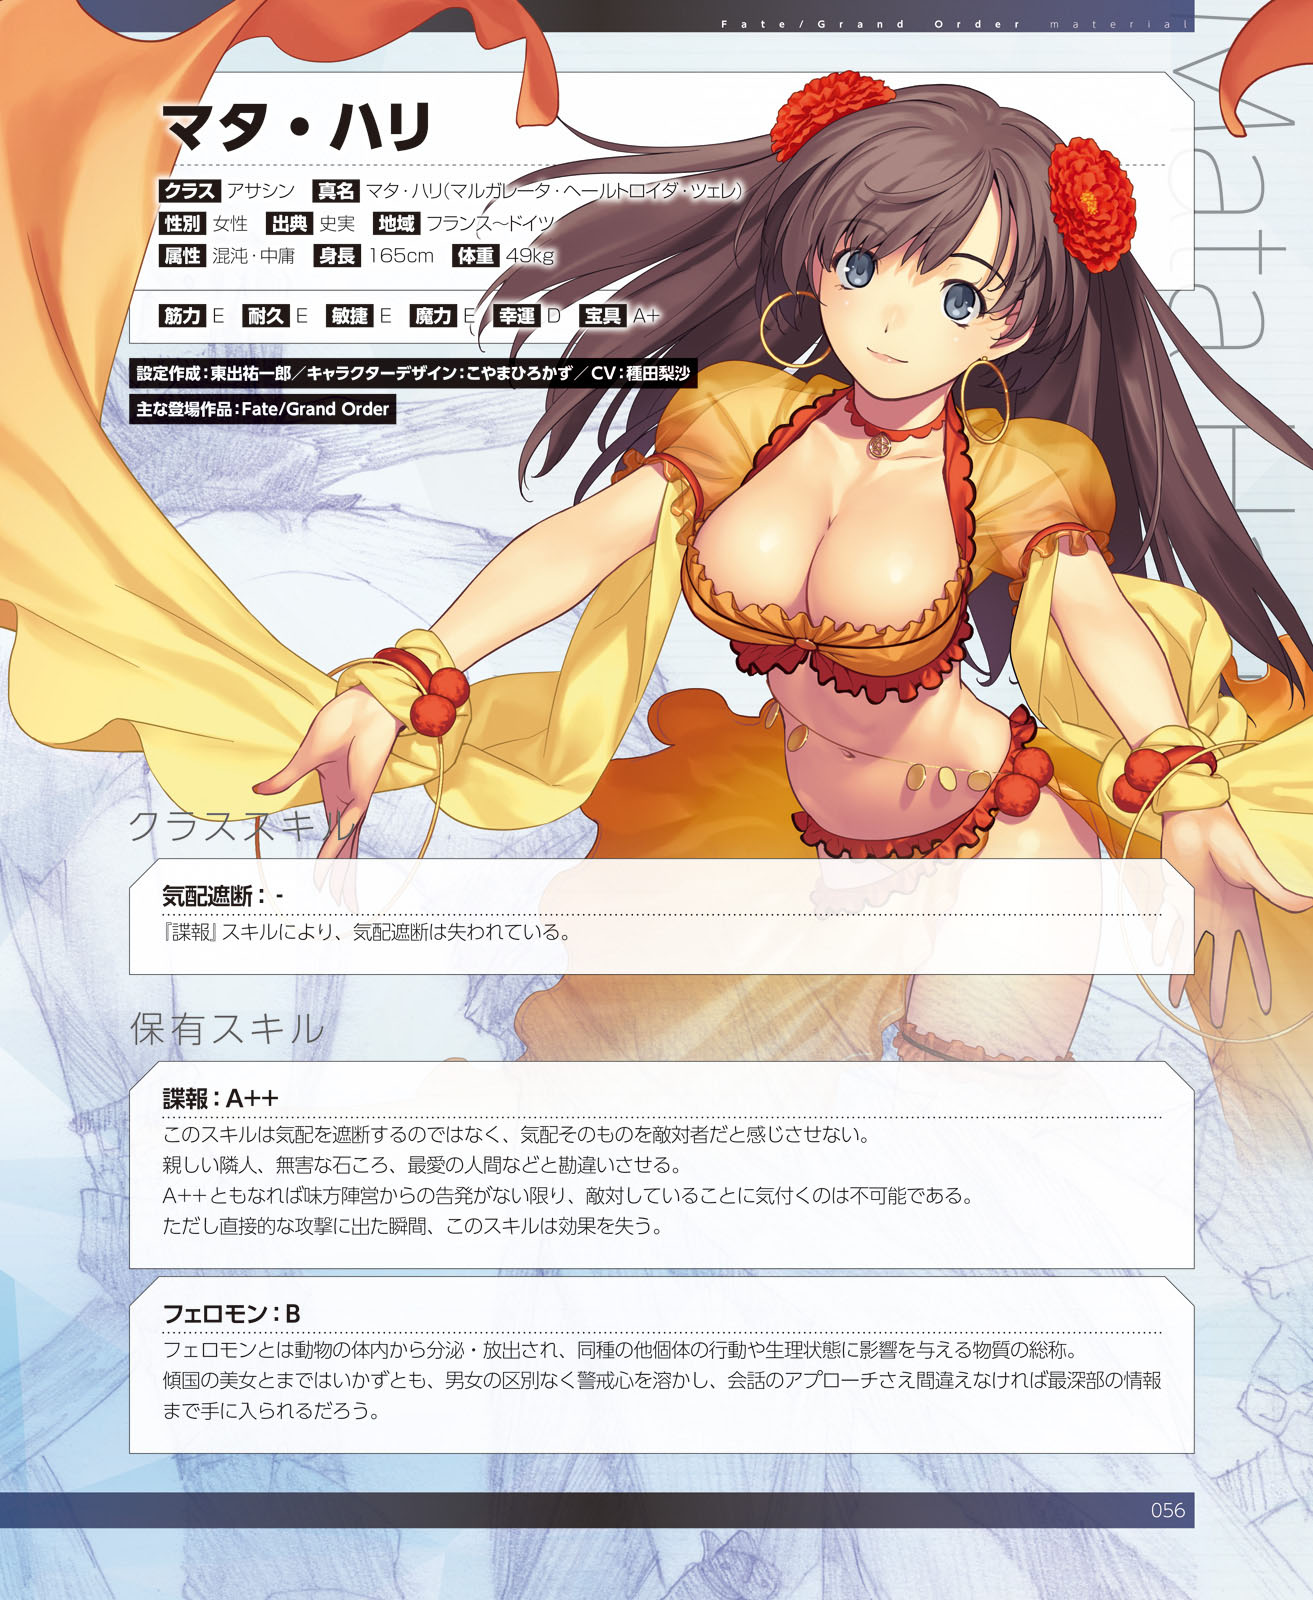 Fate/Grand Order material
Mata Ha
マタ・ハリ
クラス アサシン 真名 マタ・ハリ(マルガレータ・ヘールトロイダ・ツェレ)
性別 女性 出典 史実 地域 フランス～ドイツ
属性 混沌・中庸 身長 165cm 体重 49kg
筋力 E 耐久 E 敏捷 E 魔力 E 幸運 D 宝具 A+
設定作成：東出祐一郎／キャラクターデザイン：こやまひろかず／CV：種田梨沙
主な登場作品：Fate/Grand Order
クラススキル
気配遮断：-
『諜報』スキルにより、気配遮断は失われている。
保有スキル
諜報：A++
このスキルは気配を遮断するのではなく、気配そのものを敵対者だと感じさせない。
親しい隣人、無害な石ころ、最愛の人間などと勘違いさせる。
A++ともなれば味方陣営からの告発がない限り、敵対していることに気付くのは不可能である。
ただし直接的な攻撃に出た瞬間、このスキルは効果を失う。
フェロモン：B
フェロモンとは動物の体内から分泌・放出され、同種の他個体の行動や生理状態に影響を与える物質の総称。
傾国の美女とまではいかずとも、男女の区別なく警戒心を溶かし、会話のアプローチさえ間違えなければ最深部の情報
まで手に入られるだろう。
056